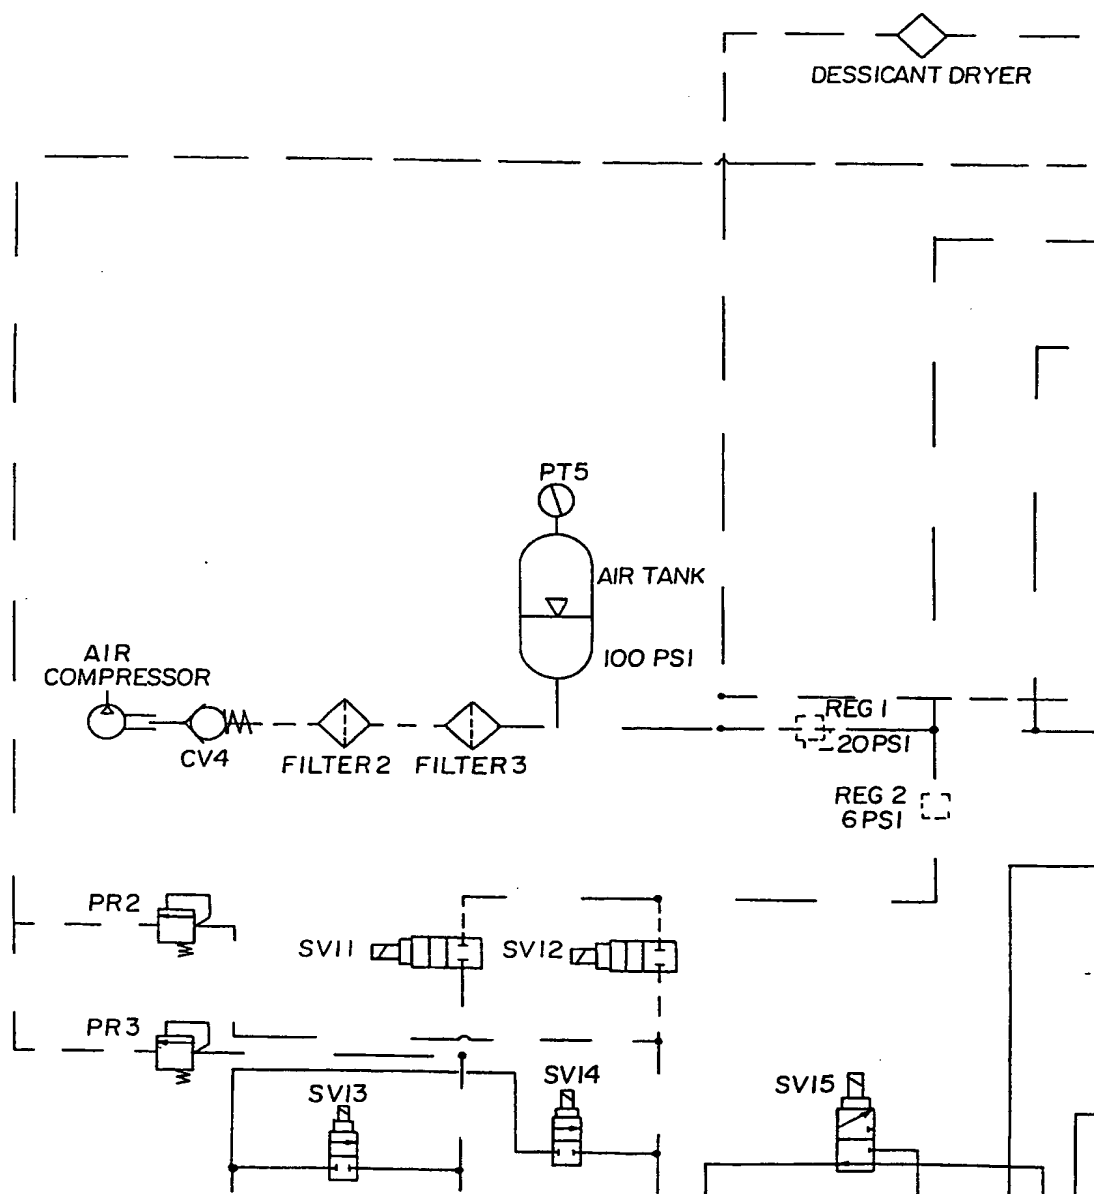 DESSICANT DRYER
PT5
AIR TANK
100 PSI
AIR
COMPRESSOR
CV4
FILTER 2
FILTER 3
REG 1
20 PSI
REG 2
6 PSI
PR2
SV11
SV12
PR3
SV13
SV14
SV15